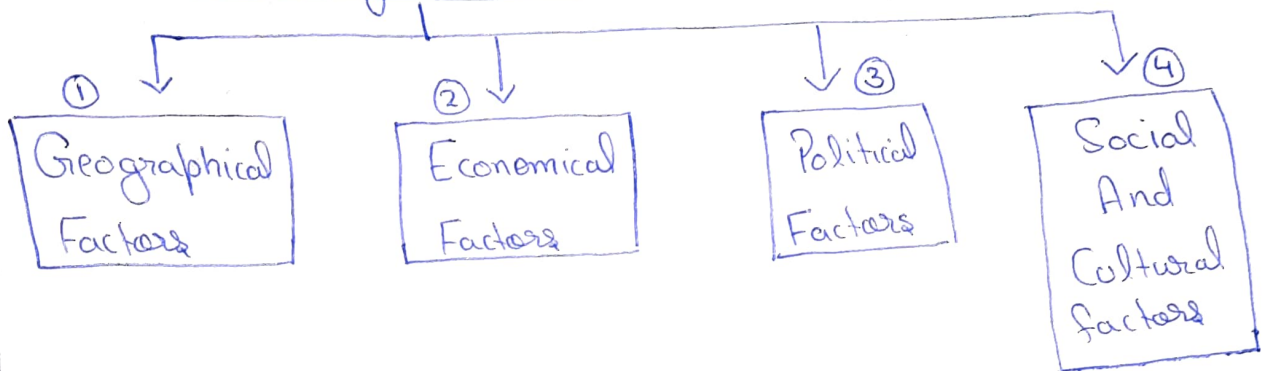 ①
Geographical
Factors
②
Economical
Factors
③
Political
Factors
④
Social
And
Cultural
factors